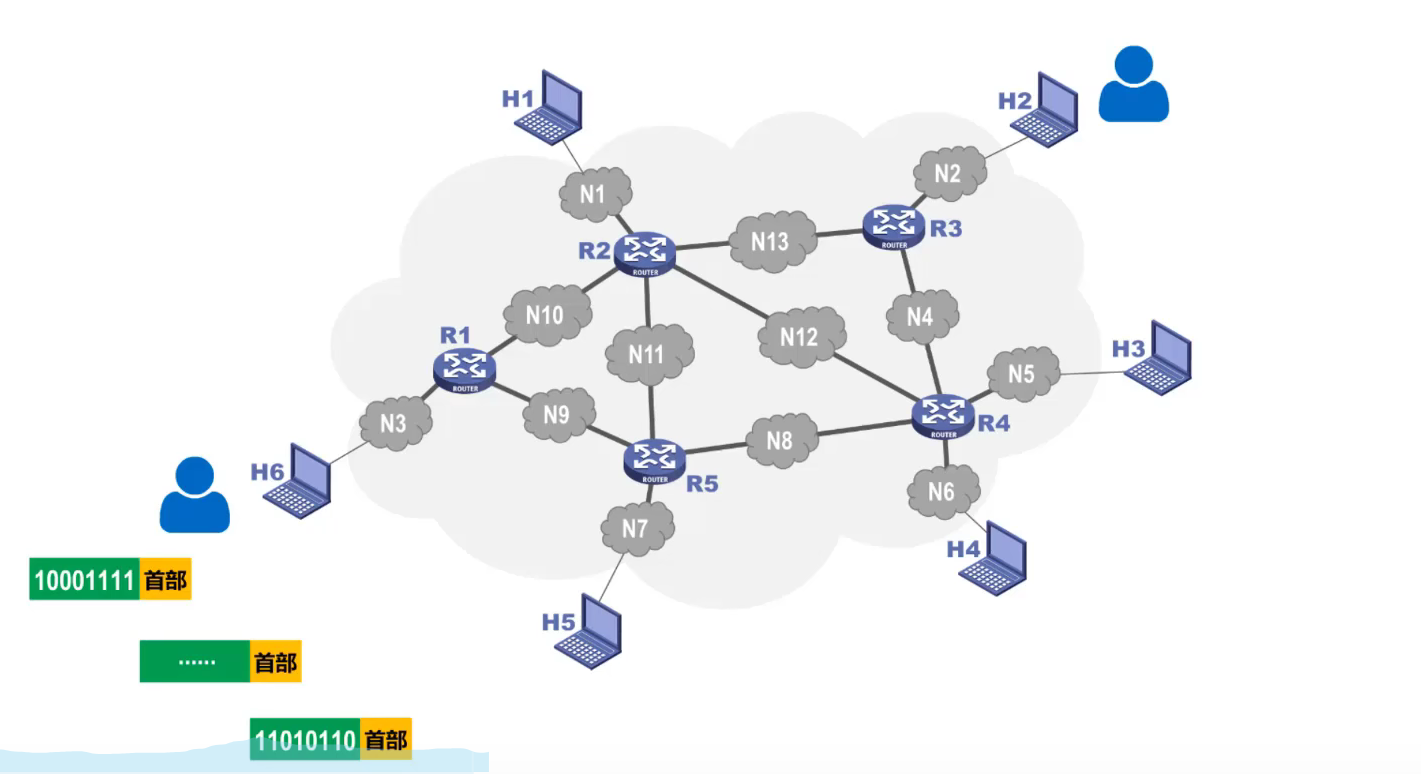 H1
H2
N1
N2
R2
N13
R3
ROUTER
ROUTER
N10
N12
N4
R1
N11
H3
ROUTER
N5
N3
N9
N8
R4
ROUTER
H6
R5
ROUTER
N6
N7
H4
H5
10001111 首部
…… 首部
11010110 首部